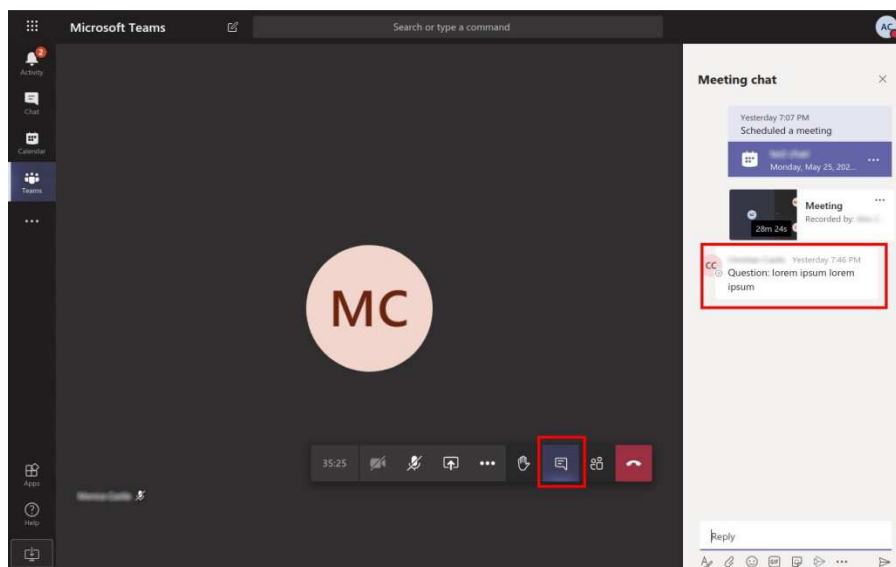 Microsoft Teams
Search or type a command
AC
2
Activity
Chat
Calendar
Teams
Apps
Help
MC
35:25
Meeting chat
Yesterday 7:07 PM
Scheduled a meeting
Monday, May 25, 202...
Meeting
Recorded by:
28m 24s
CC
Yesterday 7:46 PM
Question: lorem ipsum lorem
ipsum
Reply
GIF